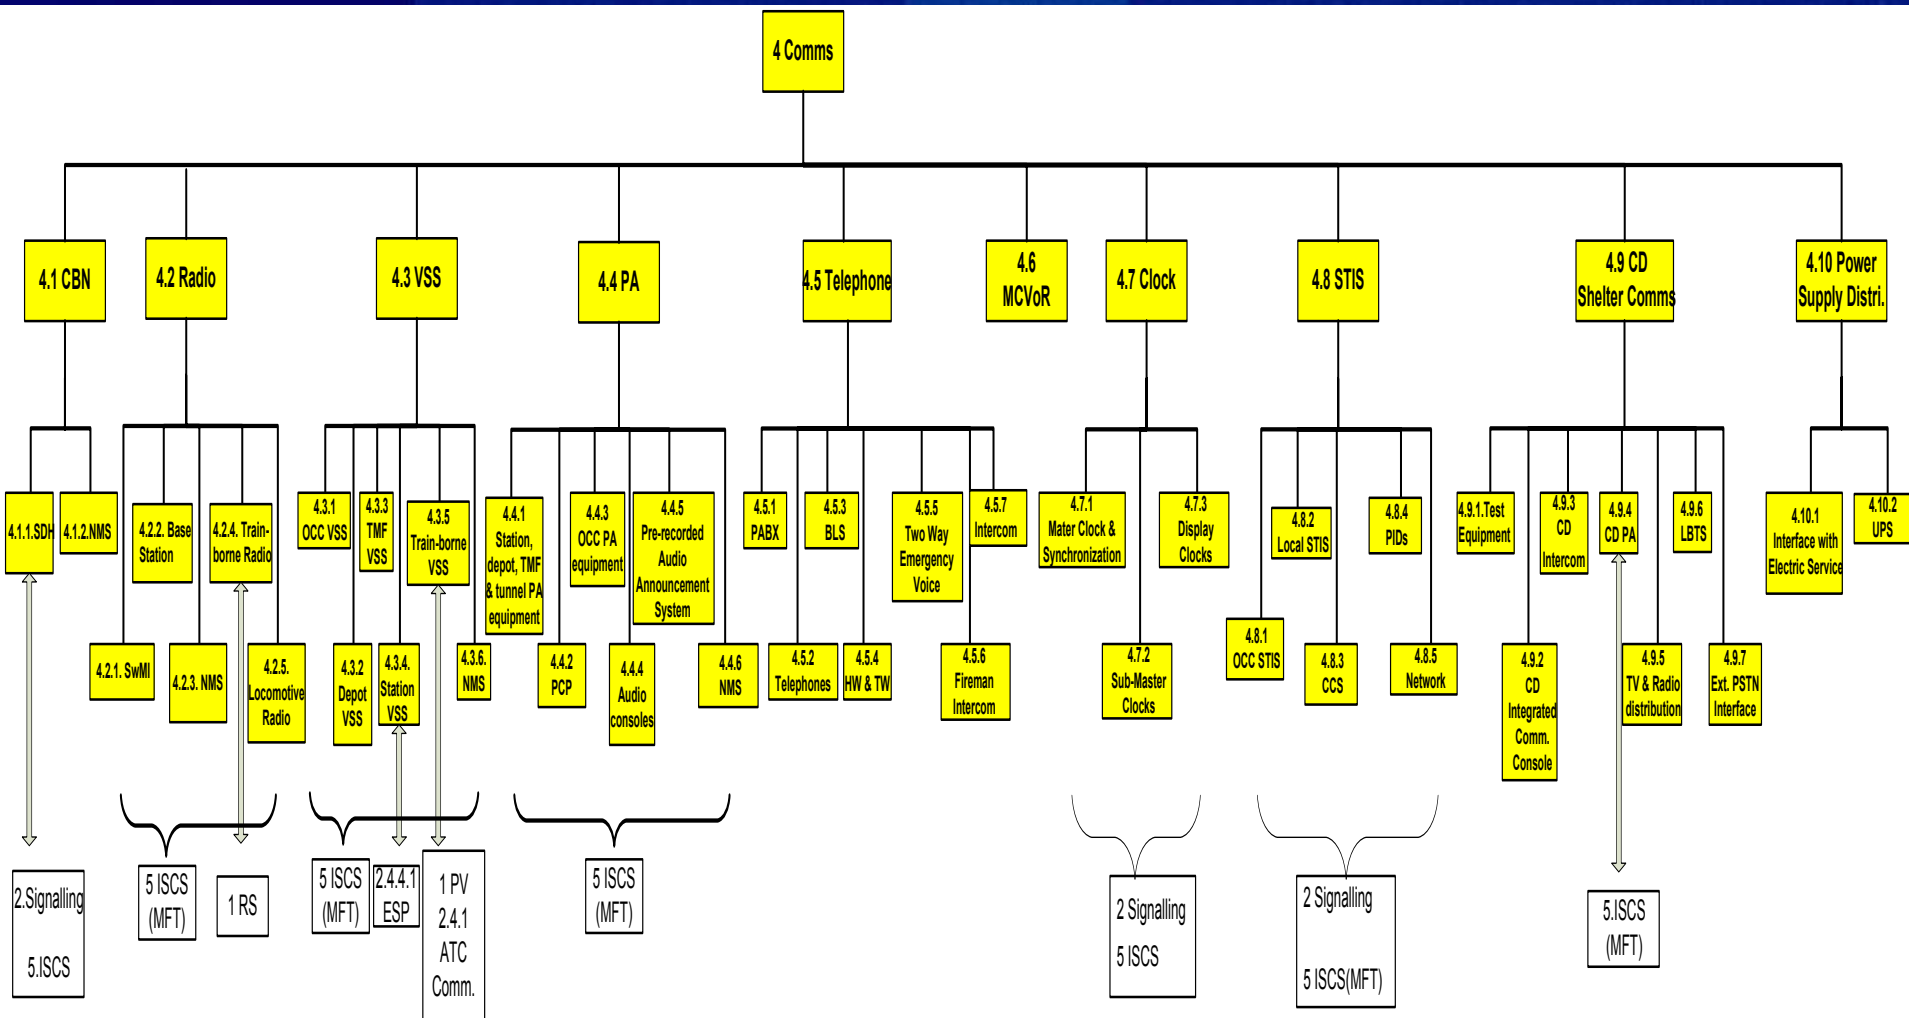 4 Comms
4.1 CBN
4.2 Radio
4.3 VSS
4.4 PA
4.5 Telephone
4.6
MCVoR
4.7 Clock
4.8 STIS
4.9 CD
Shelter Comms
4.10 Power
Supply Distri.
4.1.1.SDH
4.1.2.NMS
4.2.2. Base
Station
4.2.4. Train-
borne Radio
4.3.1
OCC VSS
4.3.3
TMF
VSS
4.3.5
Train-borne
VSS
4.4.1
Station,
depot, TMF
& tunnel PA
equipment
4.4.3
OCC PA
equipment
4.4.5
Pre-recorded
Audio
Announcement
System
4.5.1
PABX
4.5.3
BLS
4.5.5
Two Way
Emergency
Voice
4.5.7
Intercom
4.7.1
Mater Clock &
Synchronization
4.7.3
Display
Clocks
4.8.2
Local STIS
4.8.4
PIDs
4.9.1.Test
Equipment
4.9.3
CD
Intercom
4.9.4
CD PA
4.9.6
LBTS
4.10.1
Interface with
Electric Service
4.10.2
UPS
4.2.1. SwMI
4.2.3. NMS
4.2.5.
Locomotive
Radio
4.3.2
Depot
VSS
4.3.4.
Station
VSS
4.3.6.
NMS
4.4.2
PCP
4.4.4
Audio
consoles
4.4.6
NMS
4.5.2
Telephones
4.5.4
HW & TW
4.5.6
Fireman
Intercom
4.7.2
Sub-Master
Clocks
4.8.1
OCC STIS
4.8.3
CCS
4.8.5
Network
4.9.2
CD
Integrated
Comm.
Console
4.9.5
TV & Radio
distribution
4.9.7
Ext. PSTN
Interface
2.Signalling
5.ISCS
5 ISCS
(MFT)
1 RS
5 ISCS
(MFT)
2.4.4.1
ESP
1 PV
2.4.1
ATC
Comm.
5 ISCS
(MFT)
2 Signalling
5 ISCS
2 Signalling
5 ISCS(MFT)
5.ISCS
(MFT)